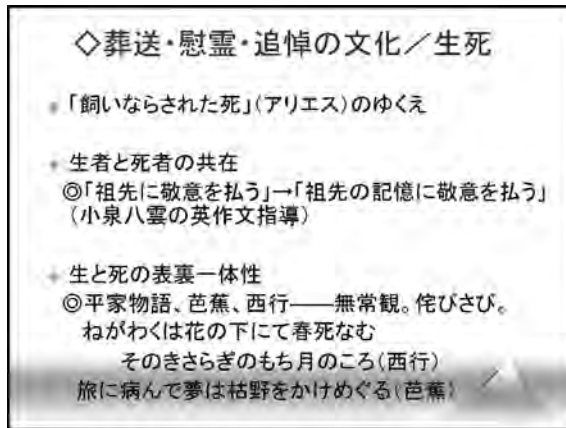 ◇葬送・慰霊・追悼の文化／生死
「飼いならされた死」(アリエス)のゆくえ
生者と死者の共在
◎「祖先に敬意を払う」→「祖先の記憶に敬意を払う」
(小泉八雲の英作文指導)
生と死の表裏一体性
◎平家物語、芭蕉、西行――無常観。侘びさび。
ねがわくは花の下にて春死なむ
そのきさらぎのもち月のころ(西行)
旅に病んで夢は枯野をかけめぐる(芭蕉)